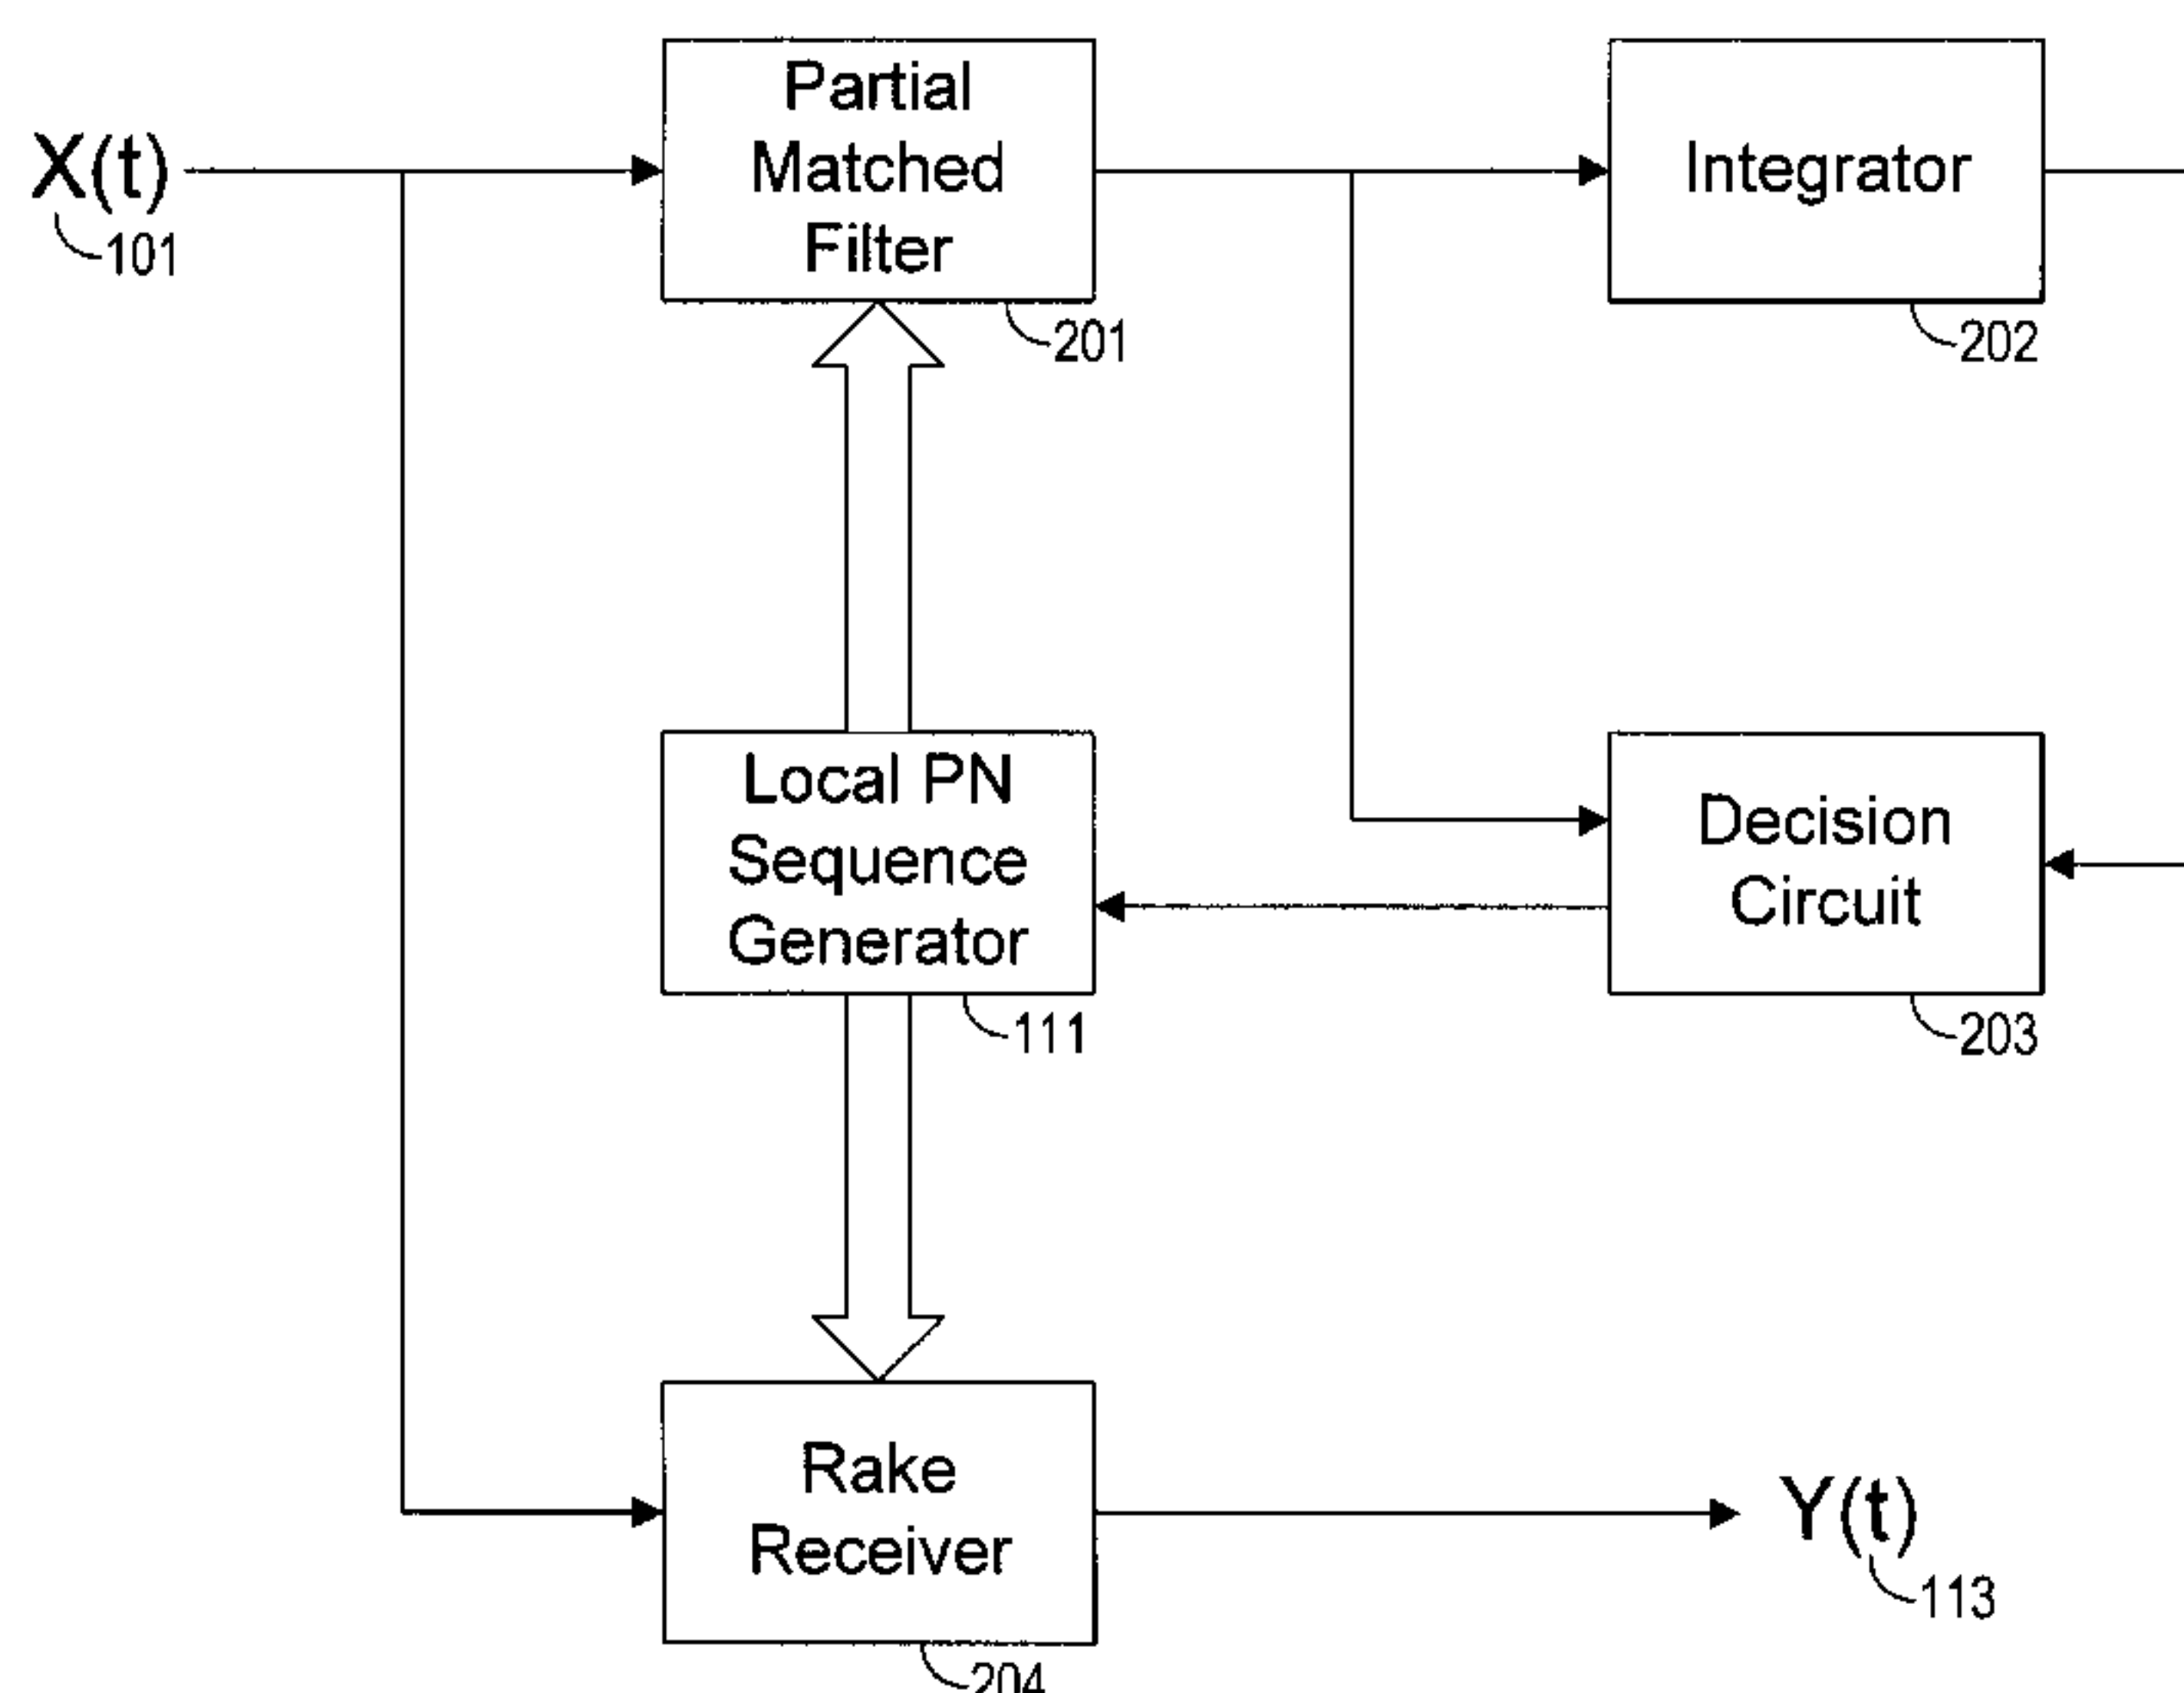 Partial
Matched
Filter
201
Integrator
202
X(t)
101
Local PN
Sequence
Generator
111
Decision
Circuit
203
Rake
Receiver
204
Y(t)
113